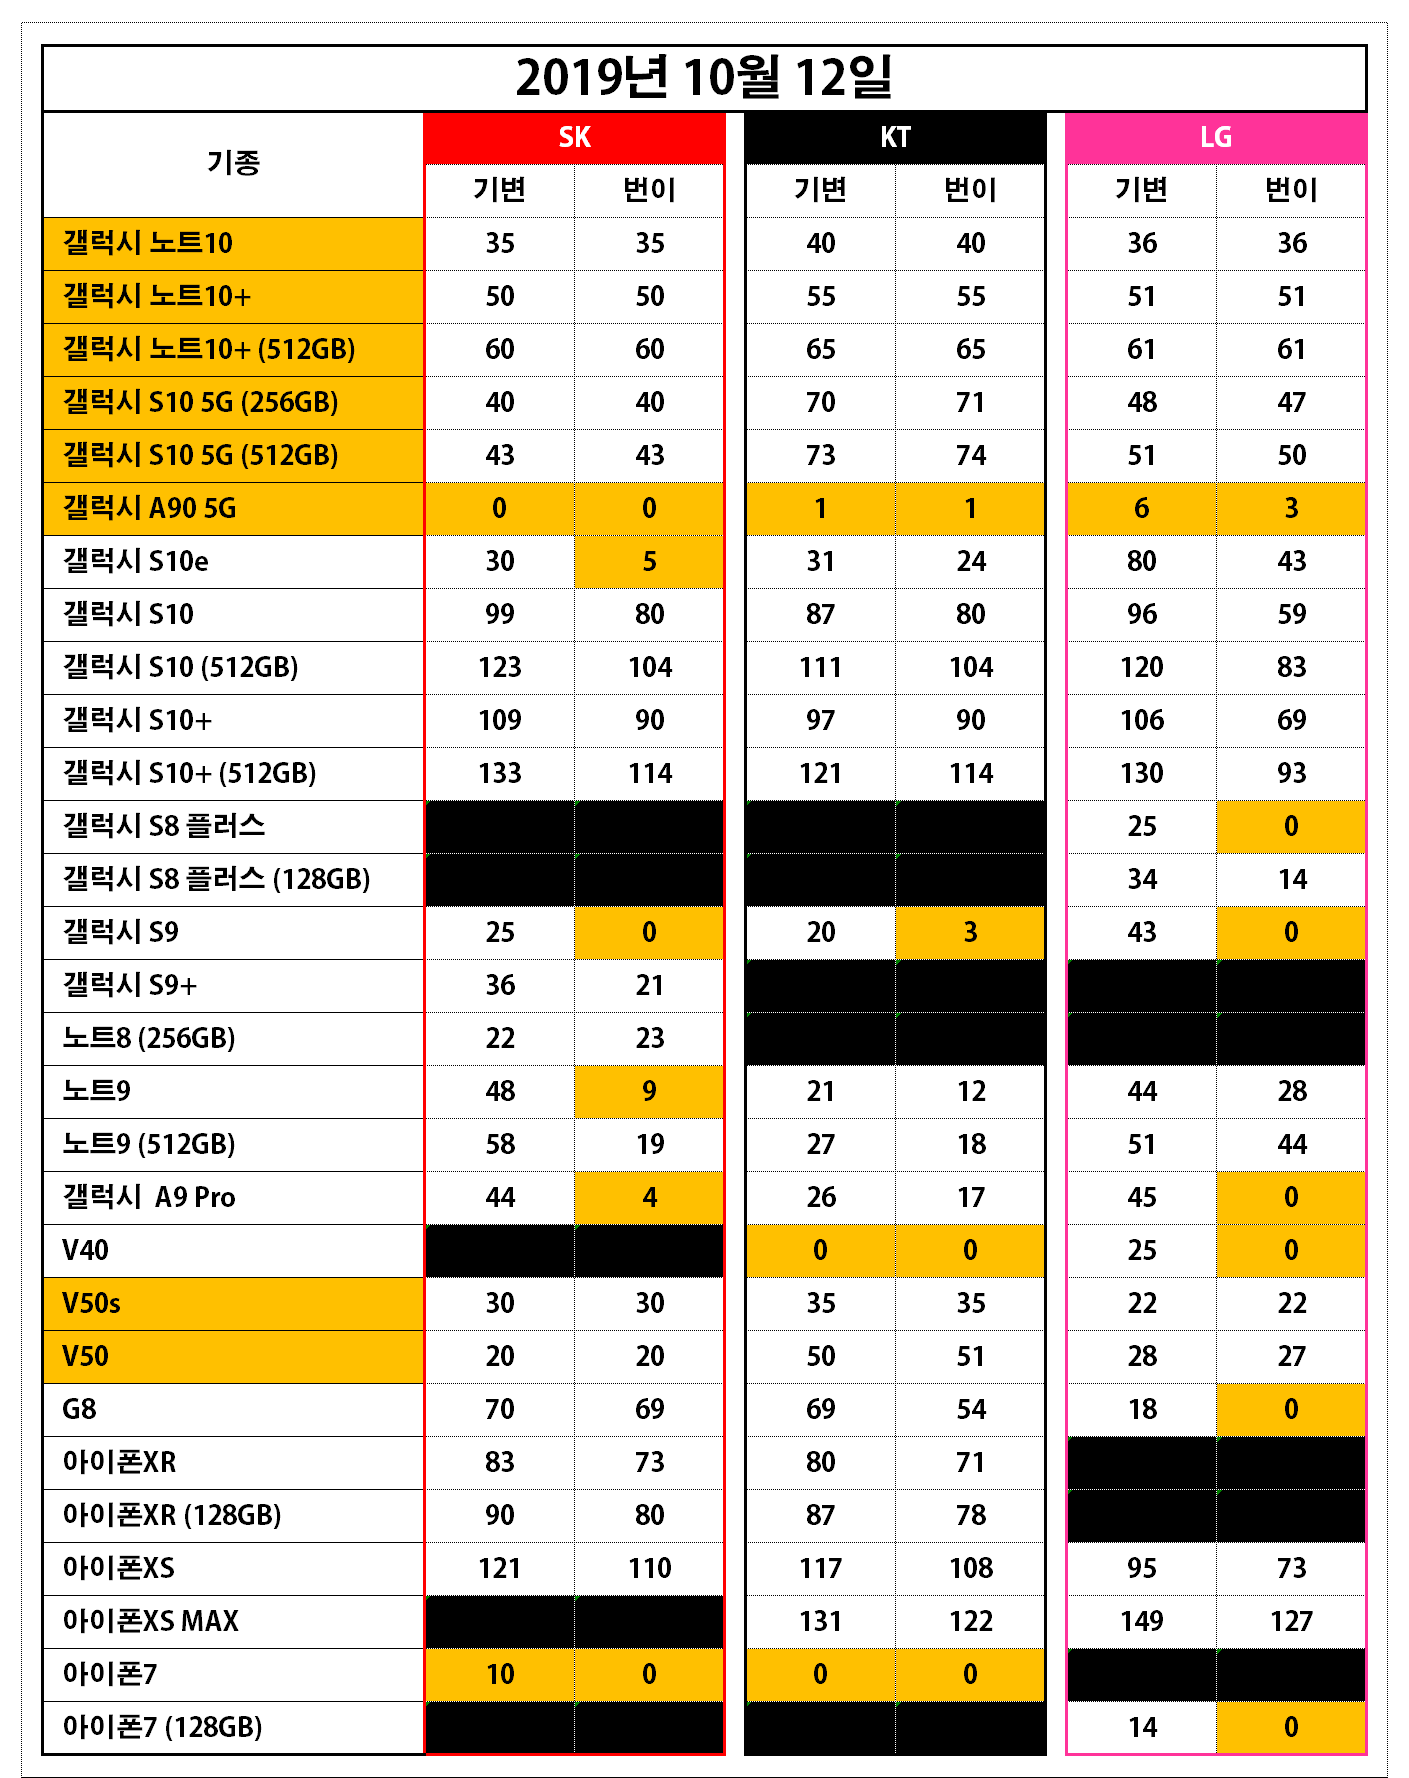 2019년 10월 12일
기종 SK KT LG
기변 번이 기변 번이 기변 번이
갤럭시 노트10 35 35 40 40 36 36
갤럭시 노트10+ 50 50 55 55 51 51
갤럭시 노트10+ (512GB) 60 60 65 65 61 61
갤럭시 S10 5G (256GB) 40 40 70 71 48 47
갤럭시 S10 5G (512GB) 43 43 73 74 51 50
갤럭시 A90 5G 0 0 1 1 6 3
갤럭시 S10e 30 5 31 24 80 43
갤럭시 S10 99 80 87 80 96 59
갤럭시 S10 (512GB) 123 104 111 104 120 83
갤럭시 S10+ 109 90 97 90 106 69
갤럭시 S10+ (512GB) 133 114 121 114 130 93
갤럭시 S8 플러스 25 0
갤럭시 S8 플러스 (128GB) 34 14
갤럭시 S9 25 0 20 3 43 0
갤럭시 S9+ 36 21
노트8 (256GB) 22 23
노트9 48 9 21 12 44 28
노트9 (512GB) 58 19 27 18 51 44
갤럭시 A9 Pro 44 4 26 17 45 0
V40 0 0 25 0
V50s 30 30 35 35 22 22
V50 20 20 50 51 28 27
G8 70 69 69 54 18 0
아이폰XR 83 73 80 71
아이폰XR (128GB) 90 80 87 78
아이폰XS 121 110 117 108 95 73
아이폰XS MAX 131 122 149 127
아이폰7 10 0 0 0
아이폰7 (128GB) 14 0